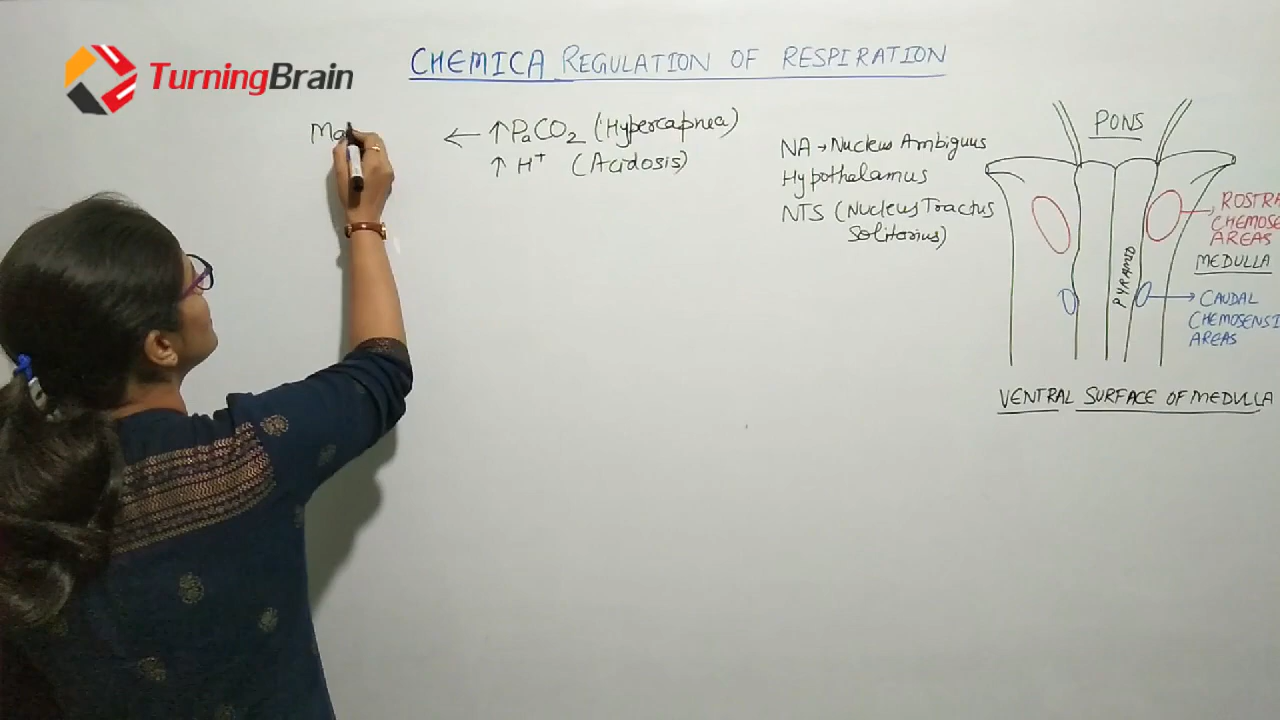 TurningBrain
CHEMICA REGULATION OF RESPIRATION
Ma
← ↑PaCO2 (Hypercapnea)
↑ H+ (Acidosis)
NA → Nucleus Ambiguus
Hypothalamus
NTS (Nucleus Tractus
Solitarius)
PONS
PYRAMID
ROSTRA
CHEMOSE
AREAS
MEDULLA
CAUDAL
CHEMOSENSI
AREAS
VENTRAL SURFACE OF MEDULLA